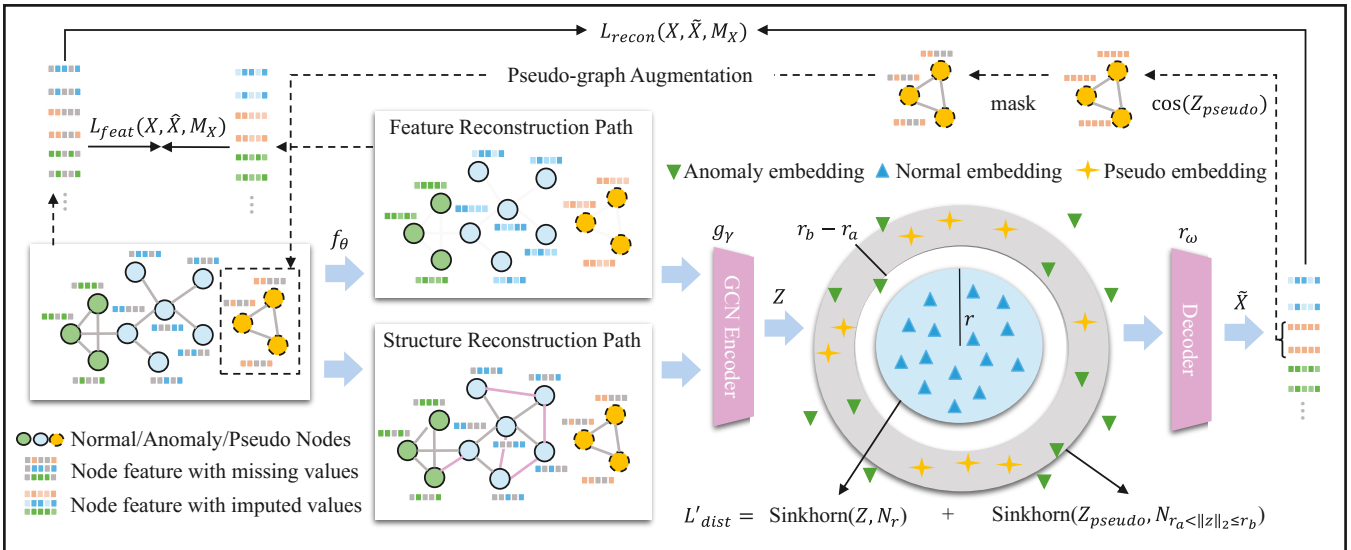 L_recon(X, X̃, M_X)
Pseudo-graph Augmentation
mask
cos(Z_pseudo)
L_feat(X, X̂, M_X)
Feature Reconstruction Path
Anomaly embedding
Normal embedding
Pseudo embedding
f_θ
g_γ
r_b − r_a
r_ω
GCN Encoder
Z
r
Decoder
X̃
Structure Reconstruction Path
Normal/Anomaly/Pseudo Nodes
Node feature with missing values
Node feature with imputed values
L'_dist = Sinkhorn(Z, N_r) + Sinkhorn(Z_pseudo, N_{r_a<‖z‖_2≤r_b})